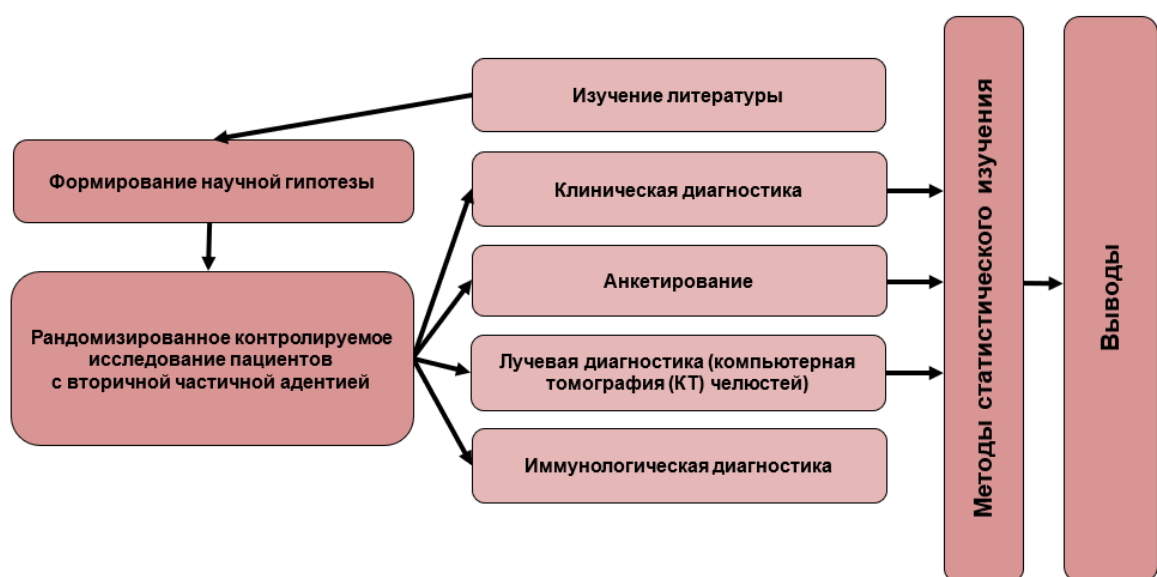 Изучение литературы
Формирование научной гипотезы
Рандомизированное контролируемое
исследование пациентов
с вторичной частичной адентией
Клиническая диагностика
Анкетирование
Лучевая диагностика (компьютерная
томография (КТ) челюстей)
Иммунологическая диагностика
Методы статистического изучения
Выводы